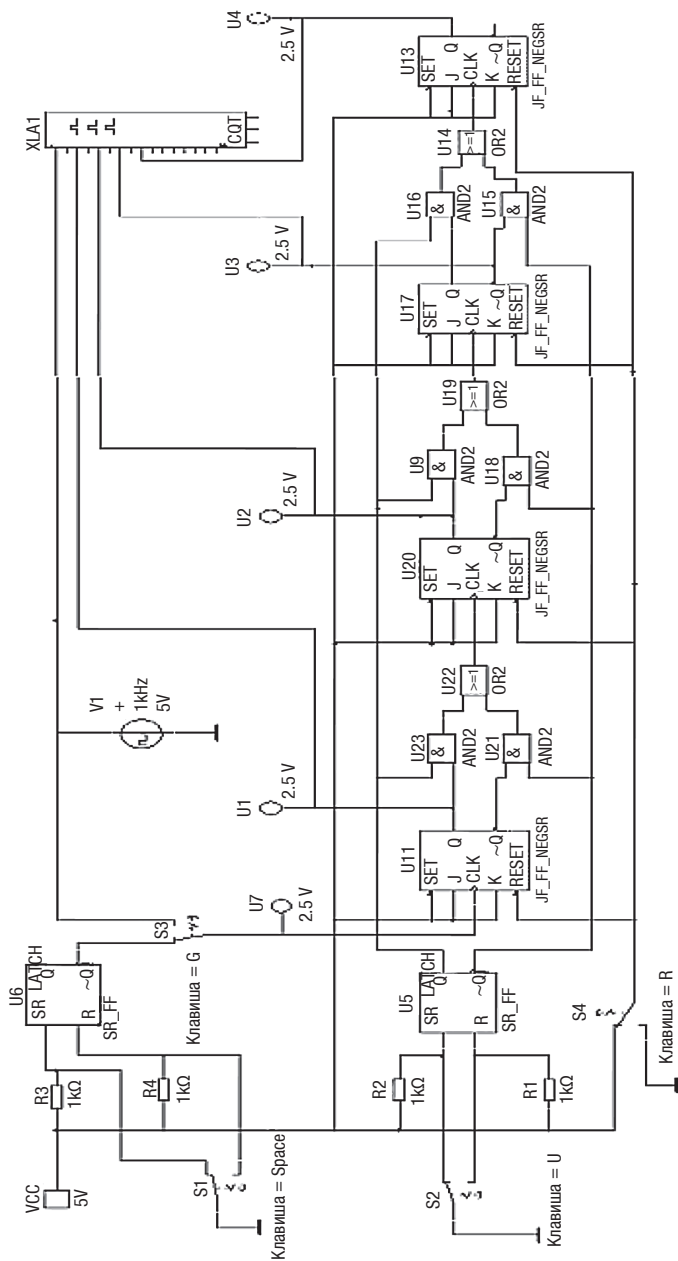 VCC
5V
R3
1kΩ
R4
1kΩ
S1
Клавиша = Space
U6
SR LATCH
Q
R
~Q
SR_FF
S3
Клавиша = G
V1
+
1kHz
5V
XLA1
C Q T
U7
2.5 V
U1
2.5 V
U2
2.5 V
U3
2.5 V
U4
2.5 V
R2
1kΩ
R1
1kΩ
S2
Клавиша = U
U5
SR LATCH
Q
R
~Q
SR_FF
S4
Клавиша = R
U11
SET
J Q
CLK
K ~Q
RESET
JF_FF_NEGSR
U23
&
AND2
U21
&
AND2
U22
>=1
OR2
U20
SET
J Q
CLK
K ~Q
RESET
JF_FF_NEGSR
U9
&
AND2
U18
&
AND2
U19
>=1
OR2
U17
SET
J Q
CLK
K ~Q
RESET
JF_FF_NEGSR
U16
&
AND2
U15
&
AND2
U14
>=1
OR2
U13
SET
J Q
CLK
K ~Q
RESET
JF_FF_NEGSR